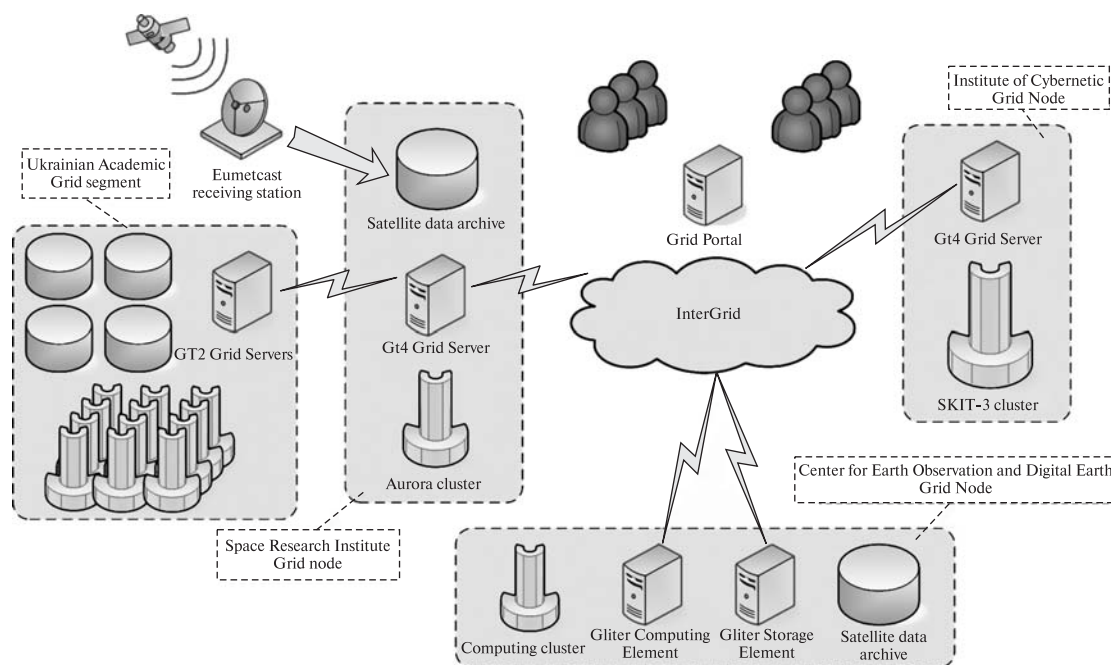 Institute of Cybernetic
Grid Node
Ukrainian Academic
Grid segment
Eumetcast
receiving station
Satellite data archive
Grid Portal
Gt4 Grid Server
InterGrid
GT2 Grid Servers
Gt4 Grid Server
SKIT-3 cluster
Aurora cluster
Center for Earth Observation and Digital Earth
Grid Node
Space Research Institute
Grid node
Computing cluster
Gliter Computing
Element
Gliter Storage
Element
Satellite data
archive